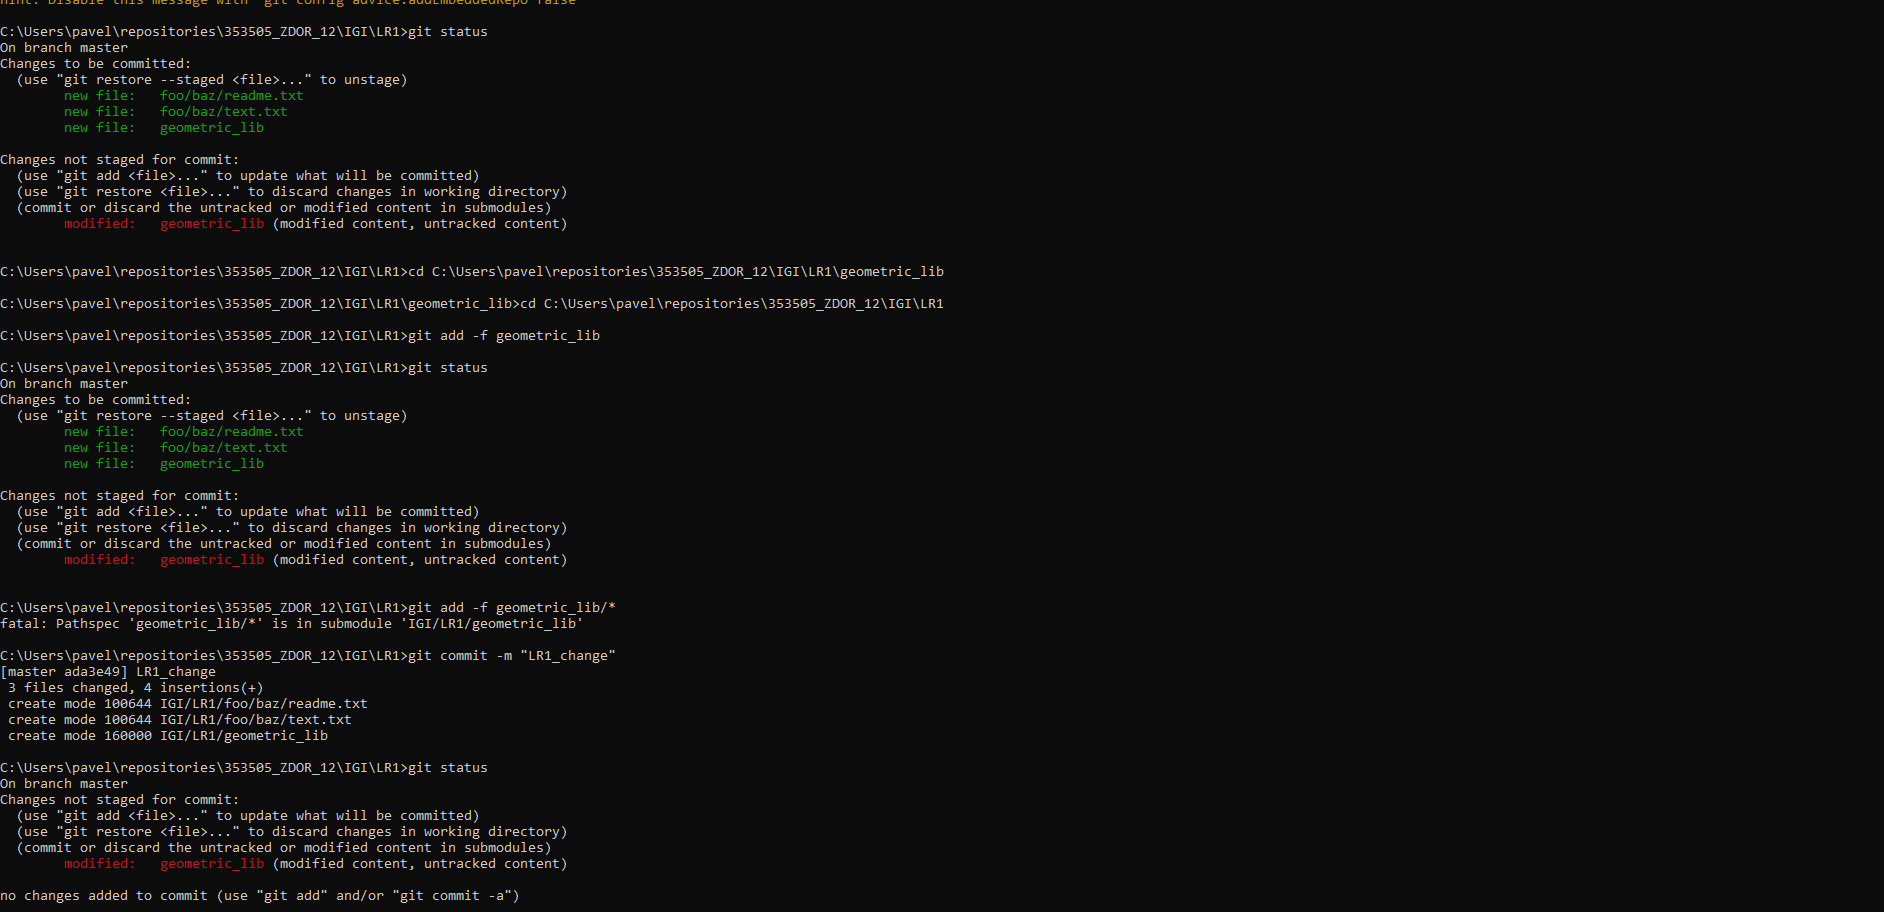 hint: Disable this message with "git config advice.addEmbeddedRepo false"
C:\Users\pavel\repositories\353505_ZDOR_12\IGI\LR1>git status
On branch master
Changes to be committed:
  (use "git restore --staged <file>..." to unstage)
        new file:   foo/baz/readme.txt
        new file:   foo/baz/text.txt
        new file:   geometric_lib
Changes not staged for commit:
  (use "git add <file>..." to update what will be committed)
  (use "git restore <file>..." to discard changes in working directory)
  (commit or discard the untracked or modified content in submodules)
        modified:   geometric_lib (modified content, untracked content)
C:\Users\pavel\repositories\353505_ZDOR_12\IGI\LR1>cd C:\Users\pavel\repositories\353505_ZDOR_12\IGI\LR1\geometric_lib
C:\Users\pavel\repositories\353505_ZDOR_12\IGI\LR1\geometric_lib>cd C:\Users\pavel\repositories\353505_ZDOR_12\IGI\LR1
C:\Users\pavel\repositories\353505_ZDOR_12\IGI\LR1>git add -f geometric_lib
C:\Users\pavel\repositories\353505_ZDOR_12\IGI\LR1>git status
On branch master
Changes to be committed:
  (use "git restore --staged <file>..." to unstage)
        new file:   foo/baz/readme.txt
        new file:   foo/baz/text.txt
        new file:   geometric_lib
Changes not staged for commit:
  (use "git add <file>..." to update what will be committed)
  (use "git restore <file>..." to discard changes in working directory)
  (commit or discard the untracked or modified content in submodules)
        modified:   geometric_lib (modified content, untracked content)
C:\Users\pavel\repositories\353505_ZDOR_12\IGI\LR1>git add -f geometric_lib/*
fatal: Pathspec 'geometric_lib/*' is in submodule 'IGI/LR1/geometric_lib'
C:\Users\pavel\repositories\353505_ZDOR_12\IGI\LR1>git commit -m "LR1_change"
[master ada3e49] LR1_change
 3 files changed, 4 insertions(+)
 create mode 100644 IGI/LR1/foo/baz/readme.txt
 create mode 100644 IGI/LR1/foo/baz/text.txt
 create mode 160000 IGI/LR1/geometric_lib
C:\Users\pavel\repositories\353505_ZDOR_12\IGI\LR1>git status
On branch master
Changes not staged for commit:
  (use "git add <file>..." to update what will be committed)
  (use "git restore <file>..." to discard changes in working directory)
  (commit or discard the untracked or modified content in submodules)
        modified:   geometric_lib (modified content, untracked content)
no changes added to commit (use "git add" and/or "git commit -a")